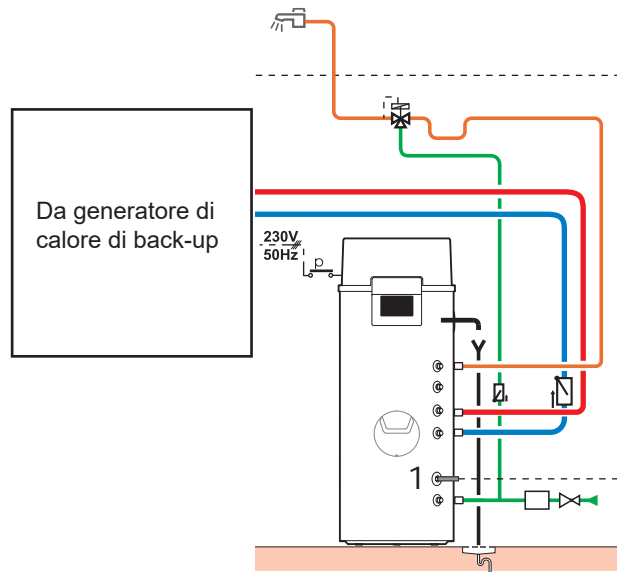 Da generatore di
calore di back-up
230V
50Hz
p
1